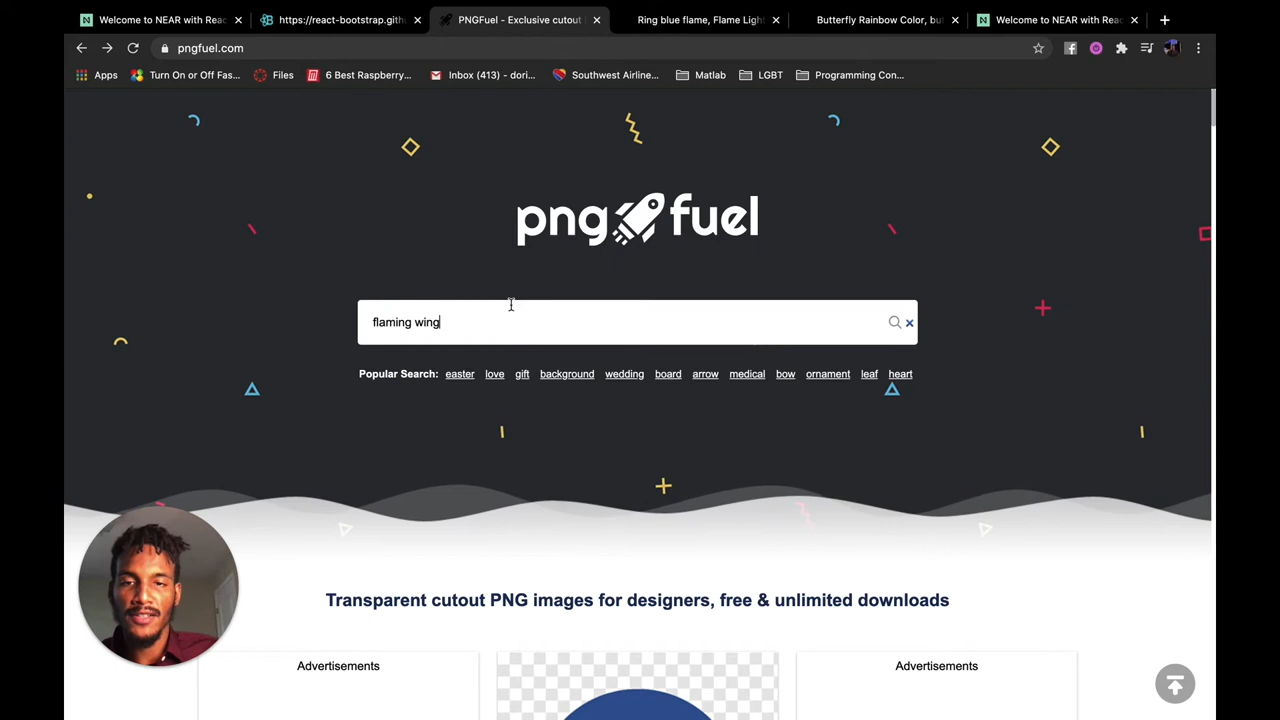 Welcome to NEAR with Reac
https://react-bootstrap.gith
PNGFuel - Exclusive cutout
Ring blue flame, Flame Ligh
Butterfly Rainbow Color, bu
Welcome to NEAR with Reac
pngfuel.com
Apps
Turn On or Off Fas...
Files
6 Best Raspberry...
Inbox (413) - dori...
Southwest Airline...
Matlab
LGBT
Programming Con...
png fuel
flaming wing
Popular Search: easter love gift background wedding board arrow medical bow ornament leaf heart
Transparent cutout PNG images for designers, free & unlimited downloads
Advertisements
Advertisements